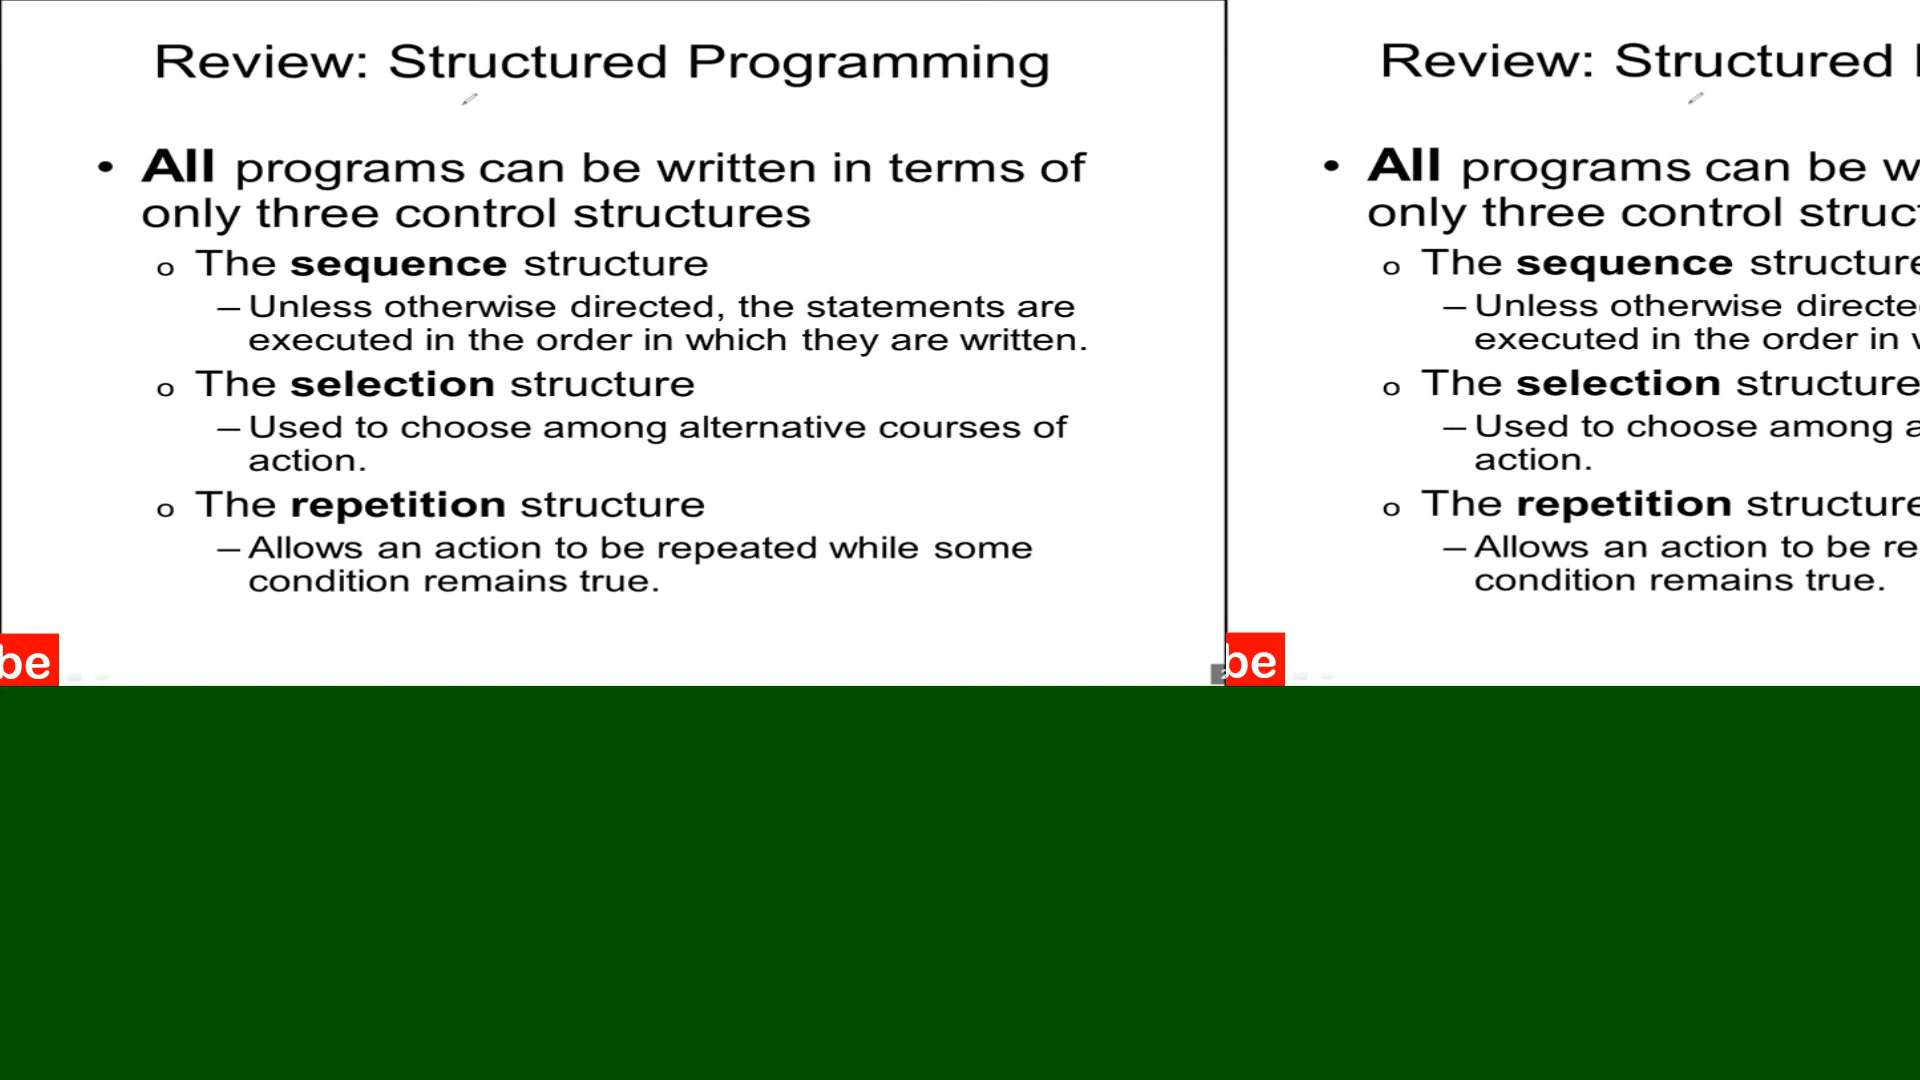 Review: Structured Programming
• All programs can be written in terms of
only three control structures
o The sequence structure
– Unless otherwise directed, the statements are
executed in the order in which they are written.
o The selection structure
– Used to choose among alternative courses of
action.
o The repetition structure
– Allows an action to be repeated while some
condition remains true.
be
Review: Structured
• All programs can be w
only three control struct
o The sequence structure
– Unless otherwise directe
executed in the order in w
o The selection structure
– Used to choose among a
action.
o The repetition structure
– Allows an action to be re
condition remains true.
be